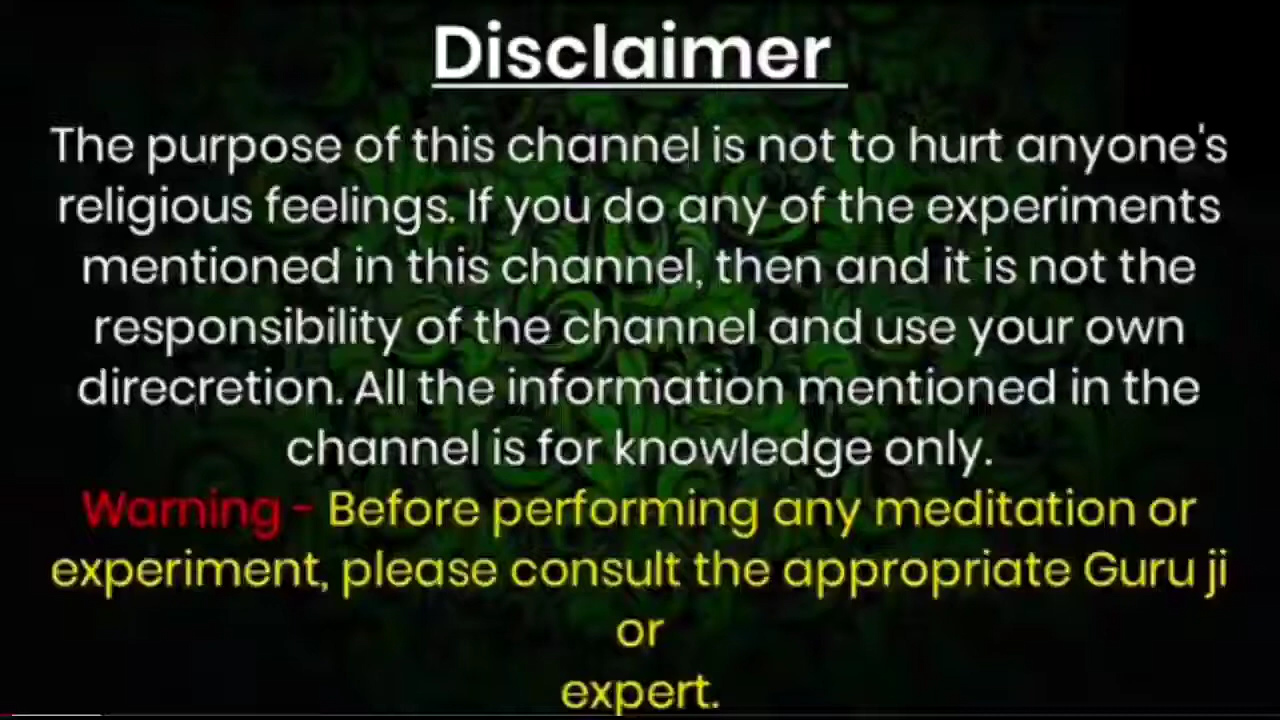 Disclaimer
The purpose of this channel is not to hurt anyone's
religious feelings. If you do any of the experiments
mentioned in this channel, then and it is not the
responsibility of the channel and use your own
direcretion. All the information mentioned in the
channel is for knowledge only.
Warning - Before performing any meditation or
experiment, please consult the appropriate Guru ji
or
expert.